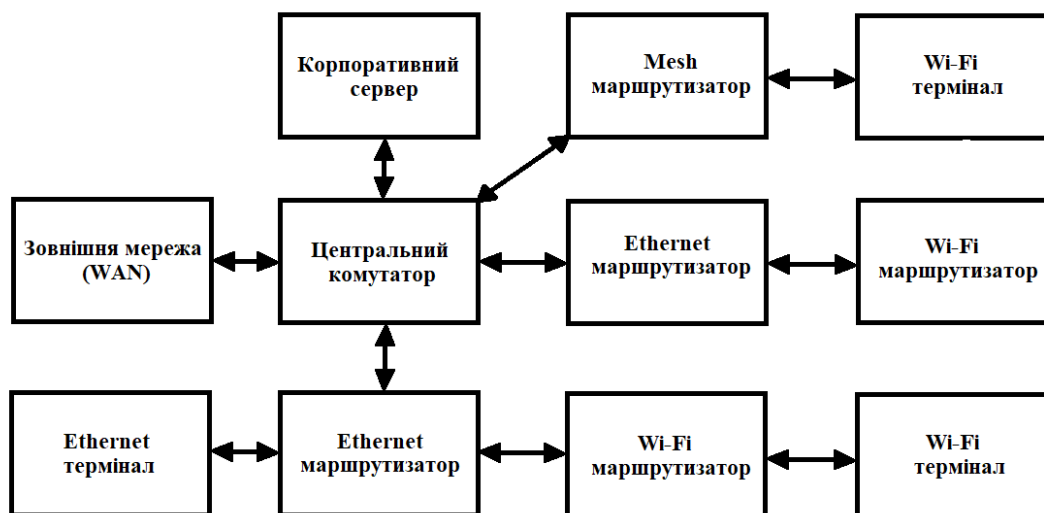 Корпоративний
сервер
Mesh
маршрутизатор
Wi-Fi
термінал
Зовнішня мережа
(WAN)
Центральний
комутатор
Ethernet
маршрутизатор
Wi-Fi
маршрутизатор
Ethernet
термінал
Ethernet
маршрутизатор
Wi-Fi
маршрутизатор
Wi-Fi
термінал